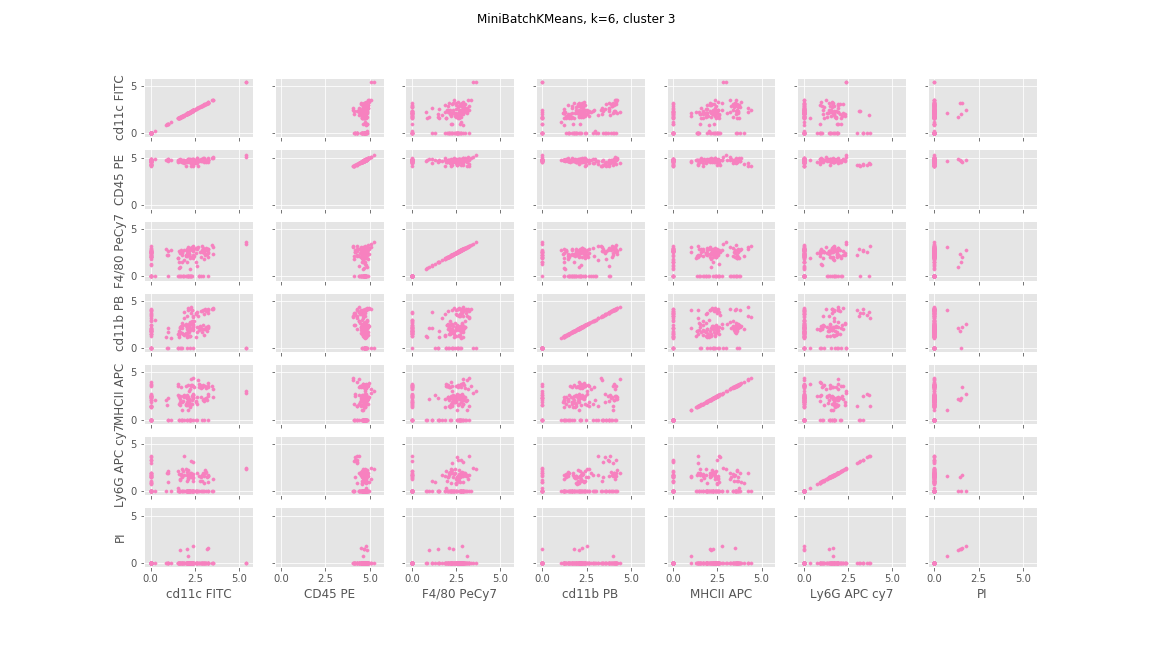 MiniBatchKMeans, k=6, cluster 3
cd11c FITC
5
0
CD45 PE
5
0
F4/80 PeCy7
5
0
cd11b PB
5
0
MHCII APC
5
0
Ly6G APC cy7
5
0
PI
5
0
0.0 2.5 5.0 0.0 2.5 5.0 0.0 2.5 5.0 0.0 2.5 5.0 0.0 2.5 5.0 0.0 2.5 5.0 0.0 2.5 5.0
cd11c FITC CD45 PE F4/80 PeCy7 cd11b PB MHCII APC Ly6G APC cy7 PI